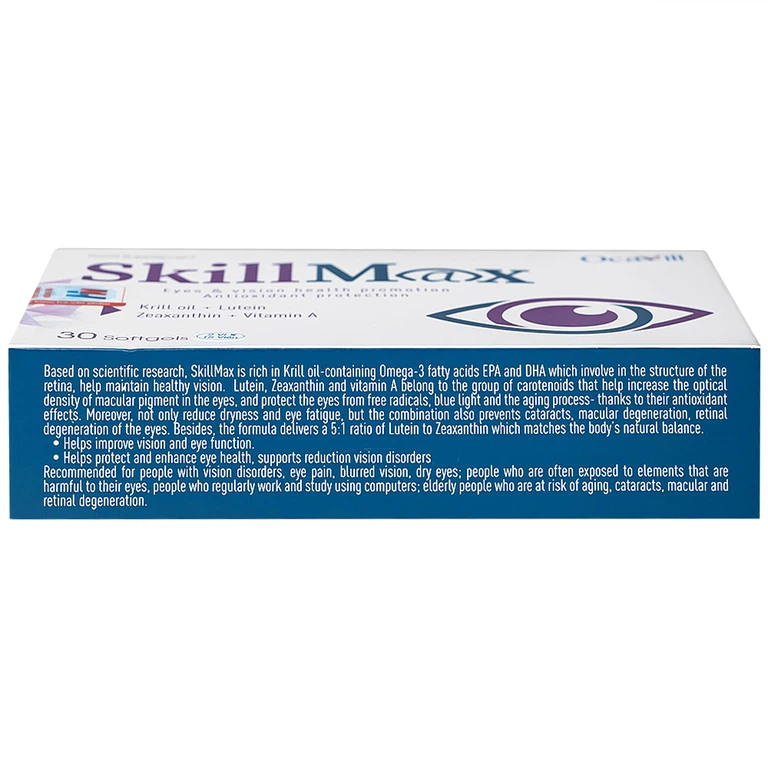 SkillMax
Ocavill
Eyes & vision health promotion
Antioxidant protection
Krill oil - Lutein
Zeaxanthin - Vitamin A
30 Softgels
Based on scientific research, SkillMax is rich in Krill oil-containing Omega-3 fatty acids EPA and DHA which involve in the structure of the
retina, help maintain healthy vision. Lutein, Zeaxanthin and vitamin A belong to the group of carotenoids that help increase the optical
density of macular pigment in the eyes, and protect the eyes from free radicals, blue light and the aging process- thanks to their antioxidant
effects. Moreover, not only reduce dryness and eye fatigue, but the combination also prevents cataracts, macular degeneration, retinal
degeneration of the eyes. Besides, the formula delivers a 5:1 ratio of Lutein to Zeaxanthin which matches the body's natural balance.
• Helps improve vision and eye function.
• Helps protect and enhance eye health, supports reduction vision disorders
Recommended for people with vision disorders, eye pain, blurred vision, dry eyes; people who are often exposed to elements that are
harmful to their eyes, people who regularly work and study using computers; elderly people who are at risk of aging, cataracts, macular and
retinal degeneration.